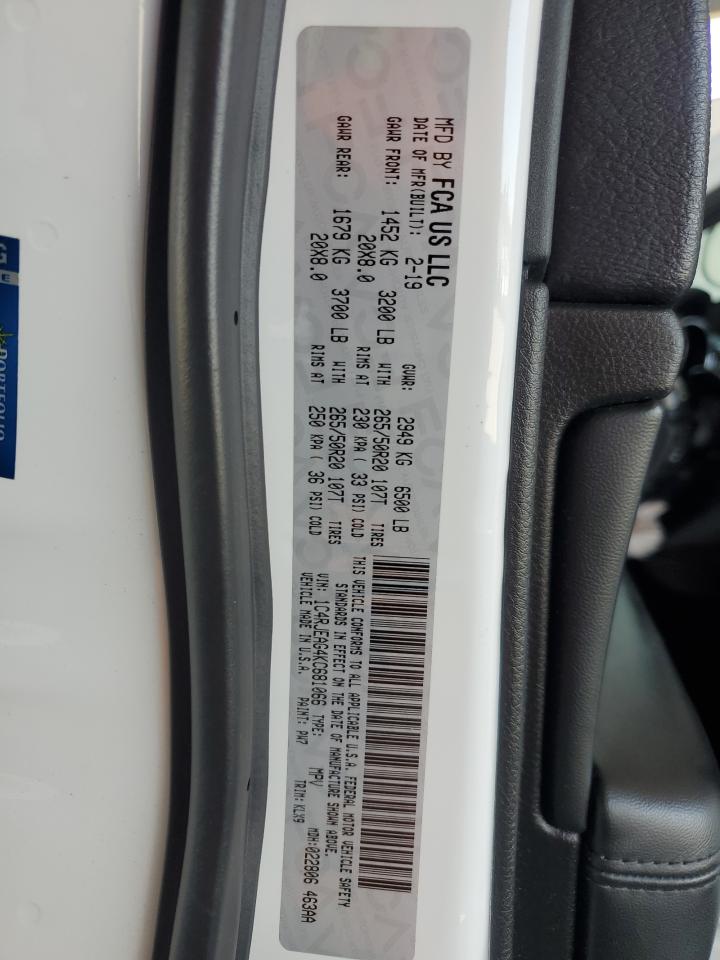 MFD BY FCA US LLC
DATE OF MFR(BUILT): 2-19 GVWR: 2949 KG 6500 LB
GAWR FRONT: 1452 KG 3200 LB WITH 265/50R20 107T TIRES
20X8.0 RIMS AT 230 KPA ( 33 PSI) COLD
GAWR REAR: 1679 KG 3700 LB WITH 265/50R20 107T TIRES
20X8.0 RIMS AT 250 KPA ( 36 PSI) COLD
THIS VEHICLE CONFORMS TO ALL APPLICABLE U.S.A. FEDERAL MOTOR VEHICLE SAFETY
STANDARDS IN EFFECT ON THE DATE OF MANUFACTURE SHOWN ABOVE.
VIN: 1C4RJEAG4KC681066 TYPE: MPV MDH:022806 463AA
VEHICLE MADE IN U.S.A. PAINT: PW7 TRIM: KLX9